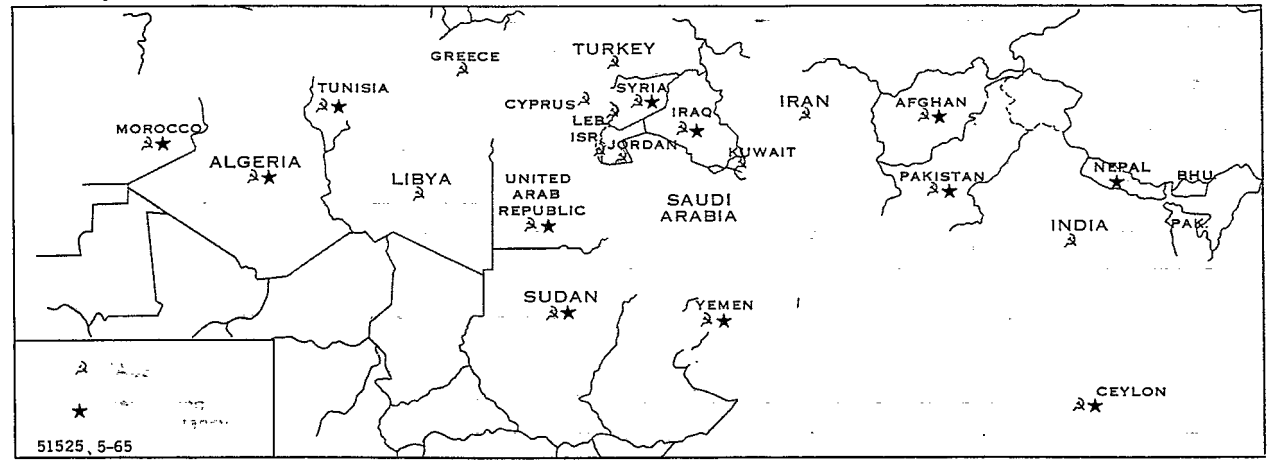 GREECE
TURKEY
TUNISIA
CYPRUS
SYRIA
IRAN
AFGHAN
LEB.
IRAQ
MOROCCO
ISR.
JORDAN
KUWAIT
ALGERIA
LIBYA
UNITED
ARAB
REPUBLIC
SAUDI
ARABIA
PAKISTAN
NEPAL
BHU.
INDIA
PAK.
SUDAN
YEMEN
CEYLON
51525, 5-65